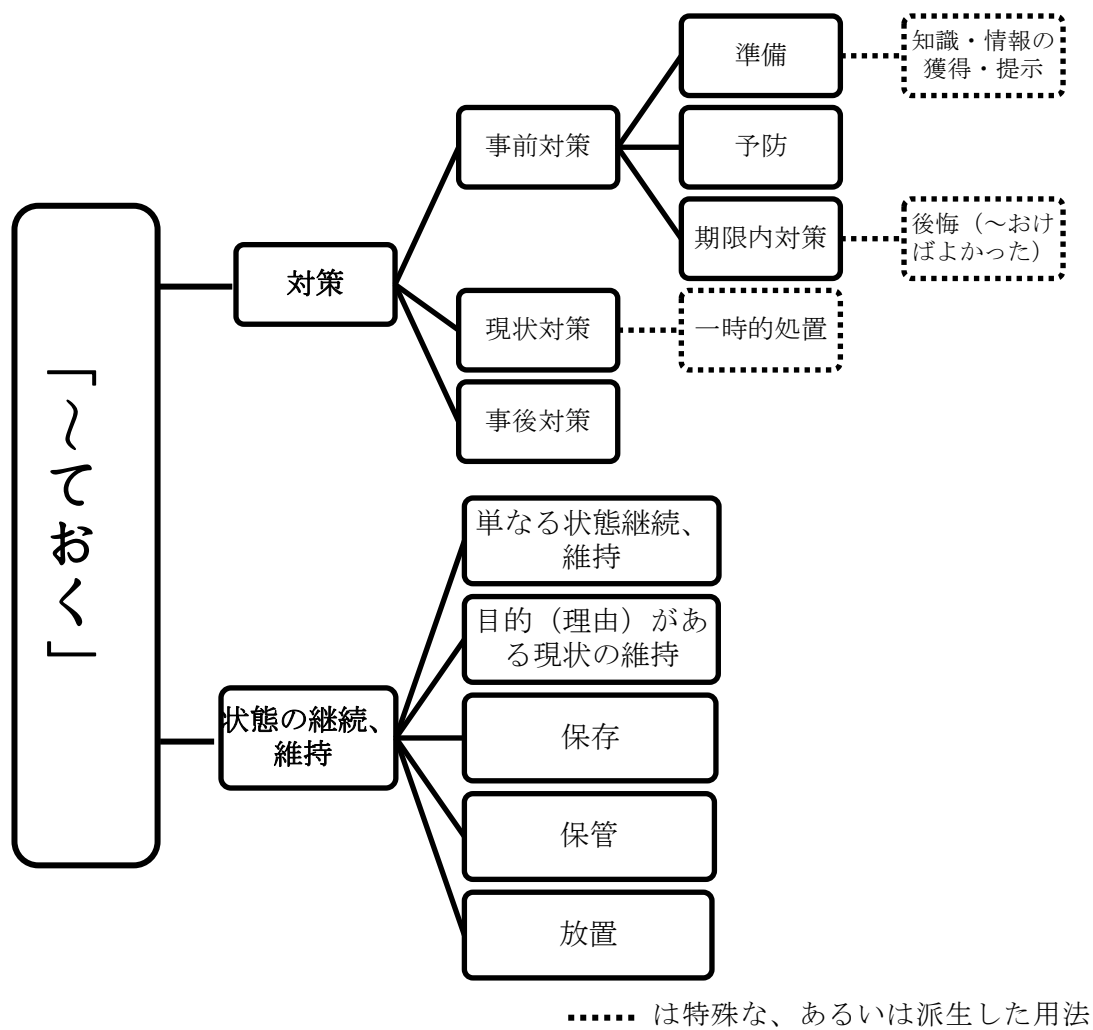 「～ておく」
対策
事前対策
準備
知識・情報の
獲得・提示
予防
期限内対策
後悔（～おけ
ばよかった）
現状対策
一時的処置
事後対策
状態の継続、
維持
単なる状態継続、
維持
目的（理由）があ
る現状の維持
保存
保管
放置
は特殊な、あるいは派生した用法